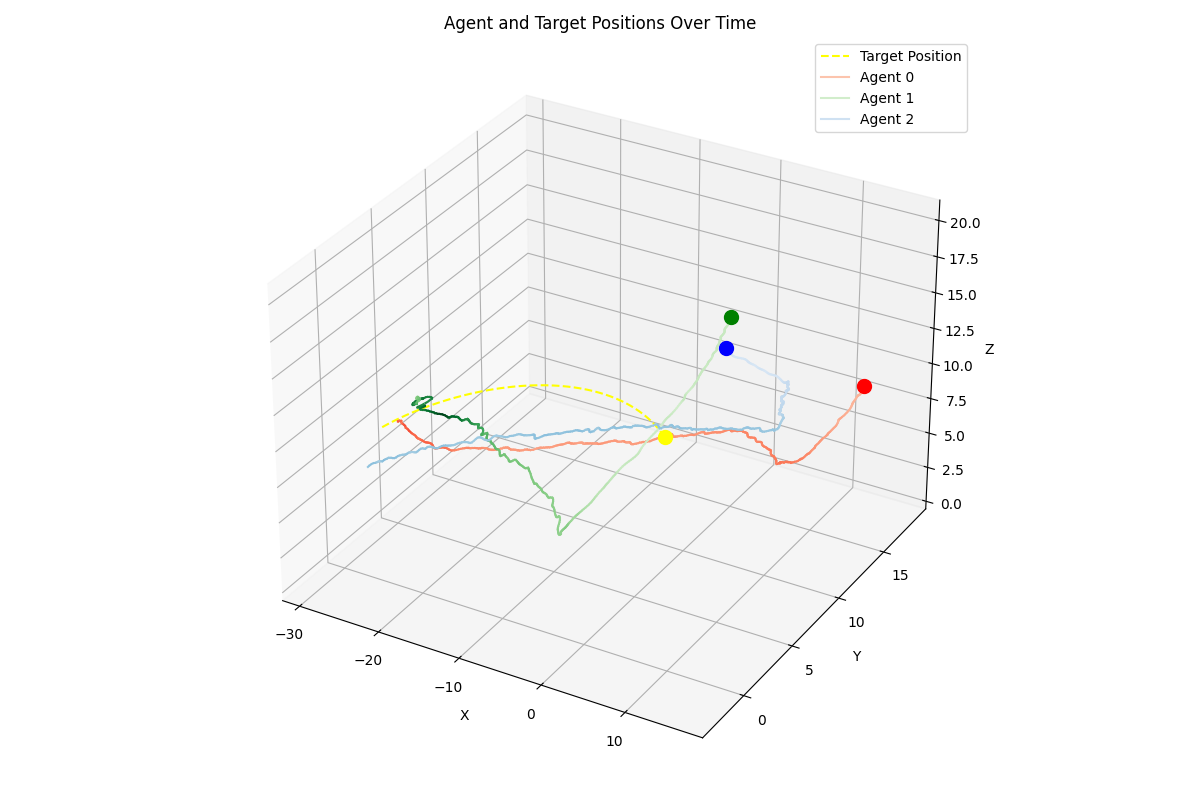 Agent and Target Positions Over Time
Target Position
Agent 0
Agent 1
Agent 2
20.0
17.5
15.0
12.5
10.0
7.5
5.0
2.5
0.0
Z
15
10
5
0
Y
−30
−20
−10
0
10
X